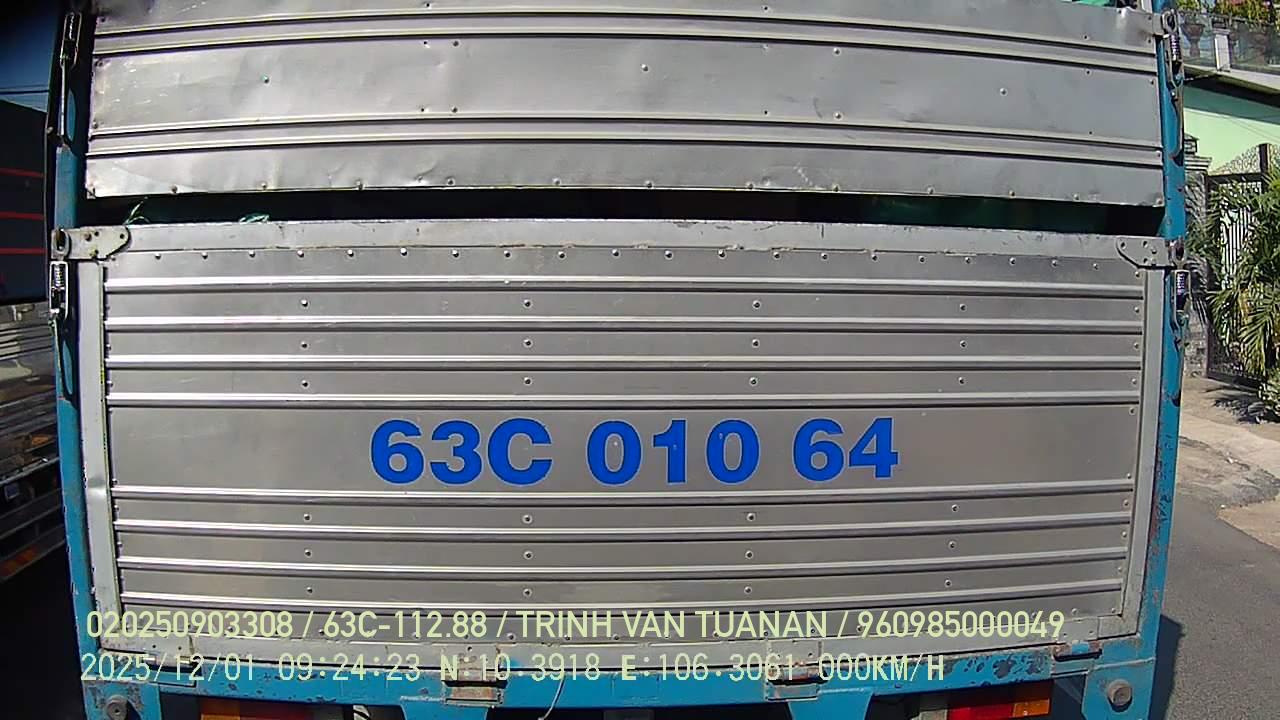 63C 010 64
020250903308 / 63C-112.88 / TRINH VAN TUANAN / 960985000049
2025/12/01 09:24:23 N:10.3918 E:106.3061 000KM/H